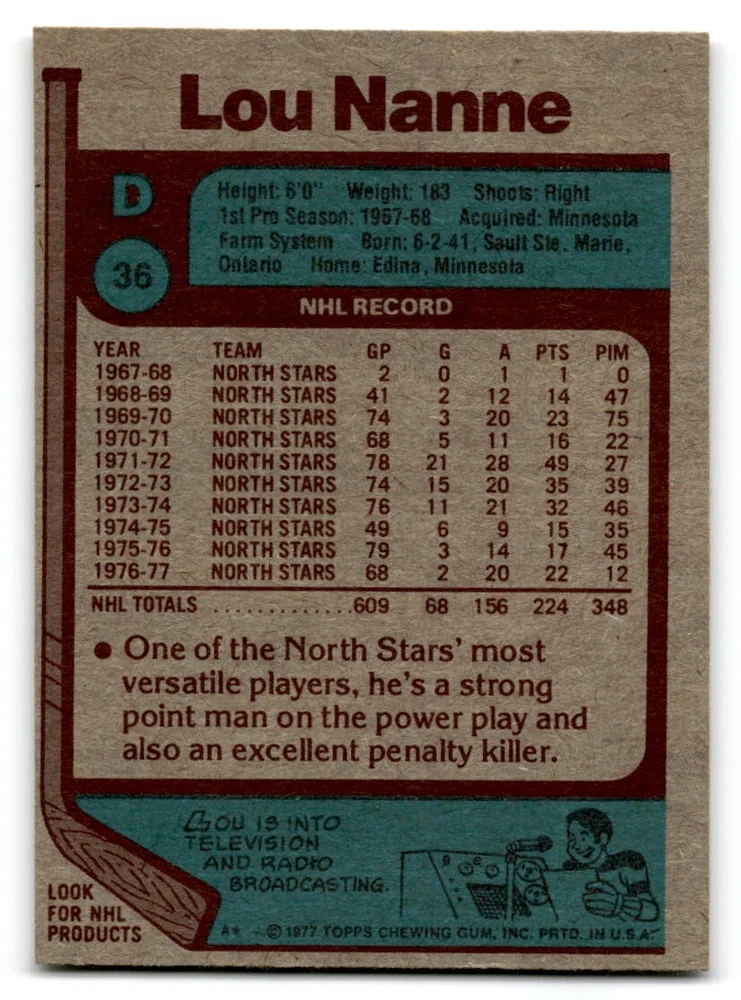 Lou Nanne
D
36
Height: 6'0" Weight: 183 Shoots: Right
1st Pro Season: 1967-68 Acquired: Minnesota
Farm System Born: 6-2-41, Sault Ste. Marie,
Ontario Home: Edina, Minnesota
NHL RECORD
YEAR TEAM GP G A PTS PIM
1967-68 NORTH STARS 2 0 1 1 0
1968-69 NORTH STARS 41 2 12 14 47
1969-70 NORTH STARS 74 3 20 23 75
1970-71 NORTH STARS 68 5 11 16 22
1971-72 NORTH STARS 78 21 28 49 27
1972-73 NORTH STARS 74 15 20 35 39
1973-74 NORTH STARS 76 11 21 32 46
1974-75 NORTH STARS 49 6 9 15 35
1975-76 NORTH STARS 79 3 14 17 45
1976-77 NORTH STARS 68 2 20 22 12
NHL TOTALS .............609 68 156 224 348
● One of the North Stars' most
versatile players, he's a strong
point man on the power play and
also an excellent penalty killer.
LOU IS INTO
TELEVISION
AND RADIO
BROADCASTING.
LOOK
FOR NHL
PRODUCTS
A* - © 1977 TOPPS CHEWING GUM, INC. PRTD. IN U.S.A.